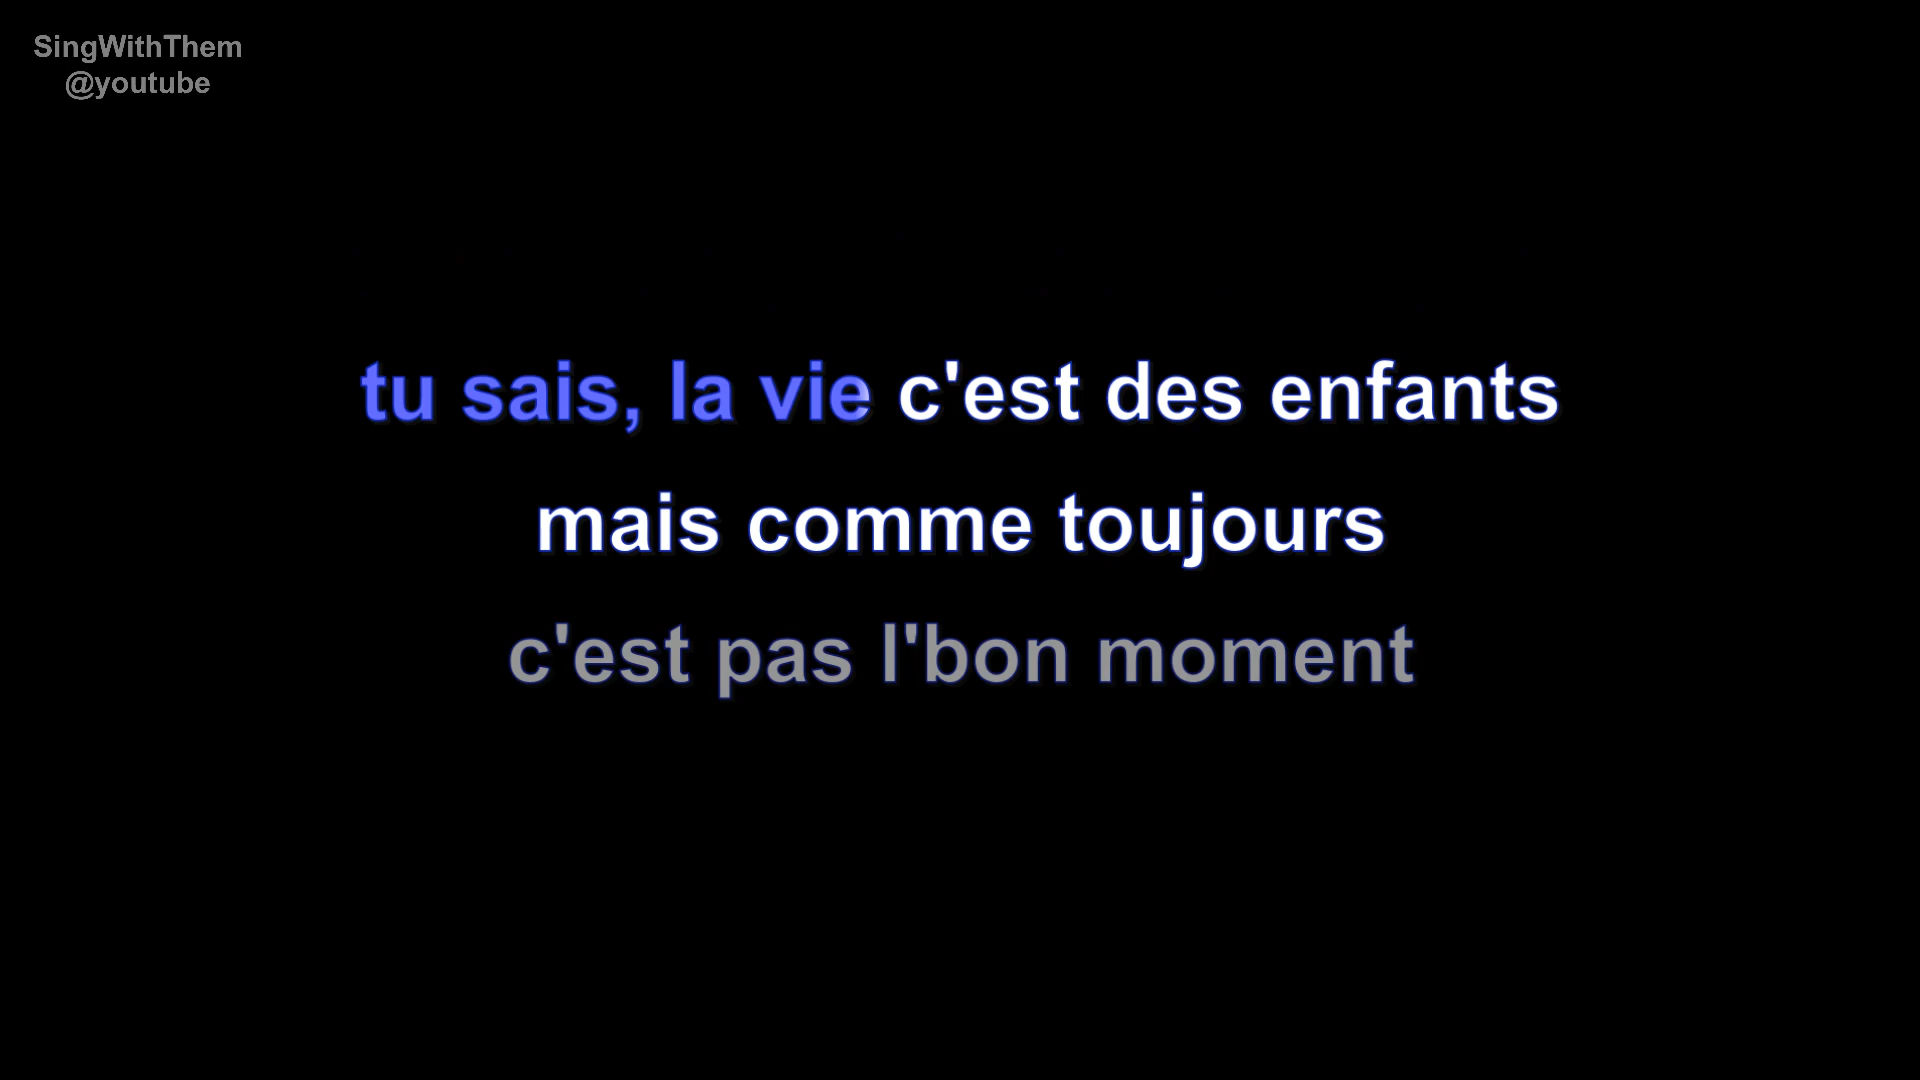 SingWithThem
@youtube
tu sais, la vie c'est des enfants
mais comme toujours
c'est pas l'bon moment